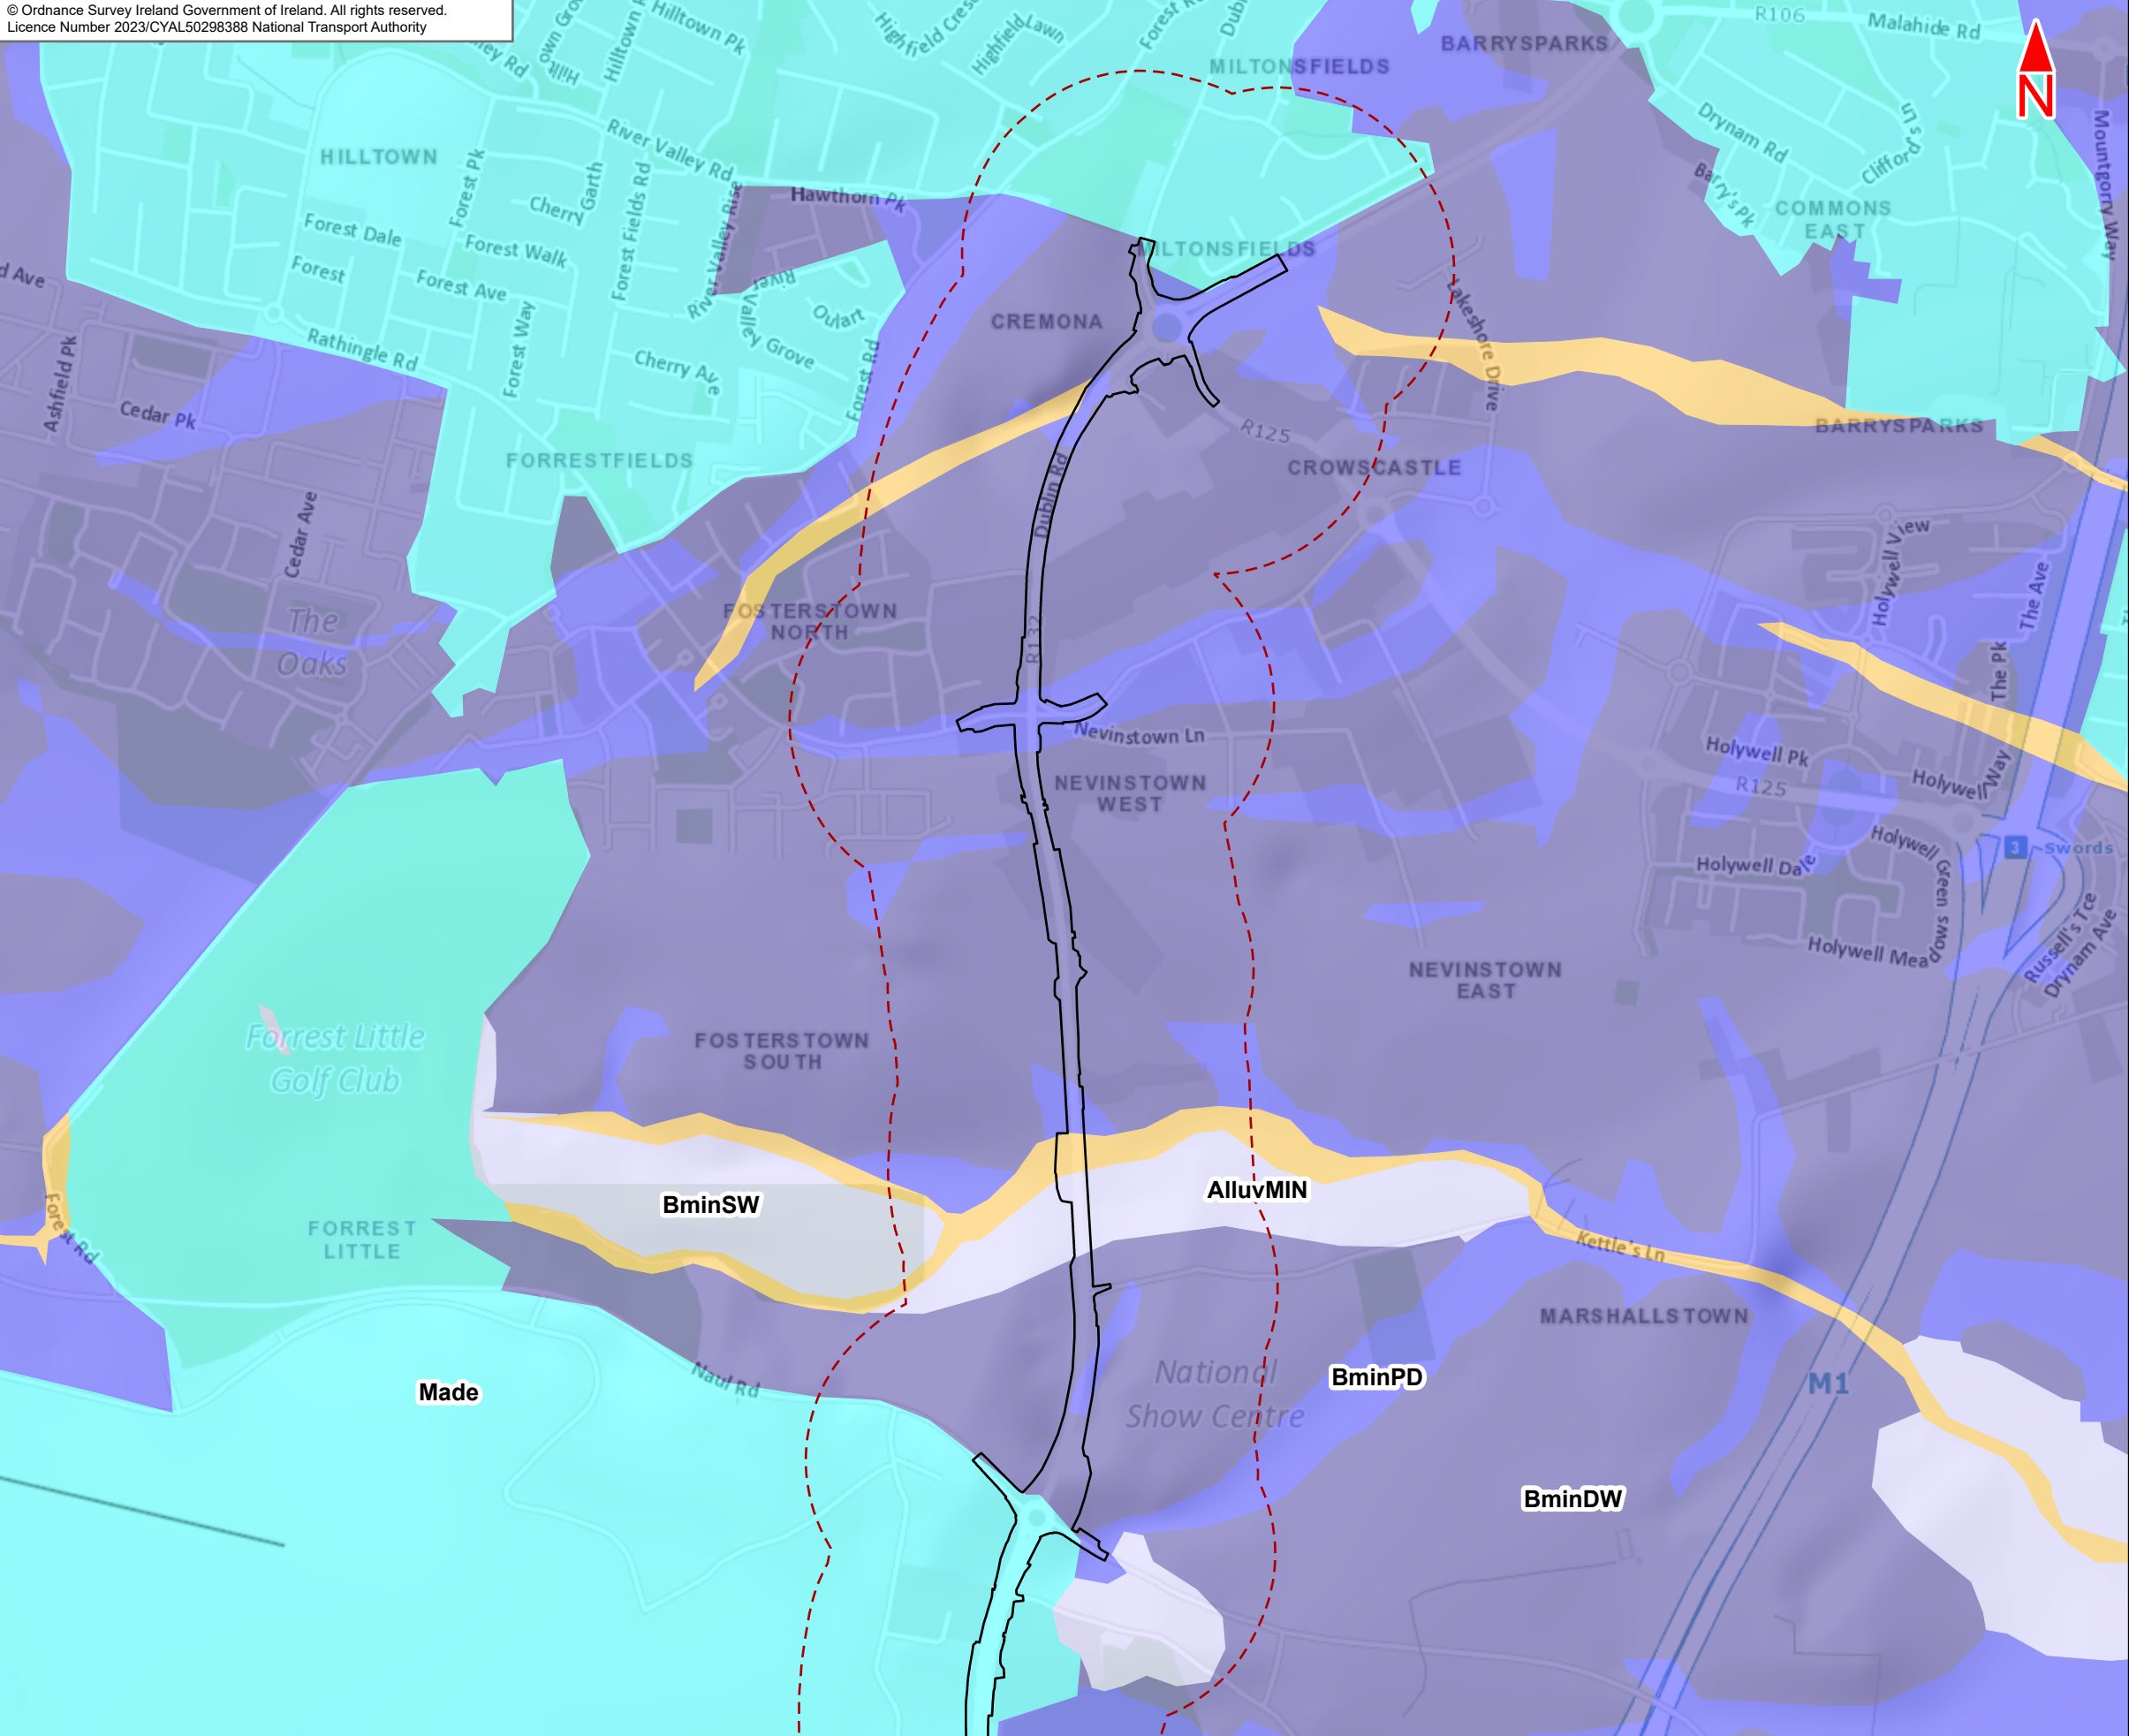 © Ordnance Survey Ireland Government of Ireland. All rights reserved.
Licence Number 2023/CYAL50298388 National Transport Authority
Hilltown Pk
Highfield
Lawn
R106
Malahide Rd
BARRYSPARKS
MILTONSFIELDS
N
River Valley Rd
HILLTOWN
Forest Pk
Cherry
Garth
Forest Fields Rd
River Valley Rise
Hawthorn Pk
Drynam Rd
Clifford's Ln
Barry's Pk
Mountgorry Way
COMMONS
EAST
Forest Dale
Forest Walk
Forest
Forest Ave
MILTONSFIELDS
d Ave
River Valley Grove
Oulart
CREMONA
Lakeshore Drive
Rathingle Rd
Forest Way
Cherry Ave
Forest Rd
Ashfield Pk
Cedar Pk
R125
BARRYSPARKS
FORRESTFIELDS
CROWSCASTLE
Dublin Rd
Cedar Ave
Holywell View
The Ave
The
Oaks
FOSTERSTOWN
NORTH
R132
The Pk
Nevinstown Ln
Holywell Pk
R125
Holywell Way
NEVINSTOWN
WEST
3
Swords
Holywell Dale
Holywell Green
Holywell Meadows
Russell's Tce
Drynam Ave
NEVINSTOWN
EAST
Forrest Little
Golf Club
FOSTERSTOWN
SOUTH
BminSW
AlluvMIN
Forest Rd
FORREST
LITTLE
Kettle's Ln
MARSHALLSTOWN
National
Show Centre
BminPD
Made
Naul Rd
M1
BminDW